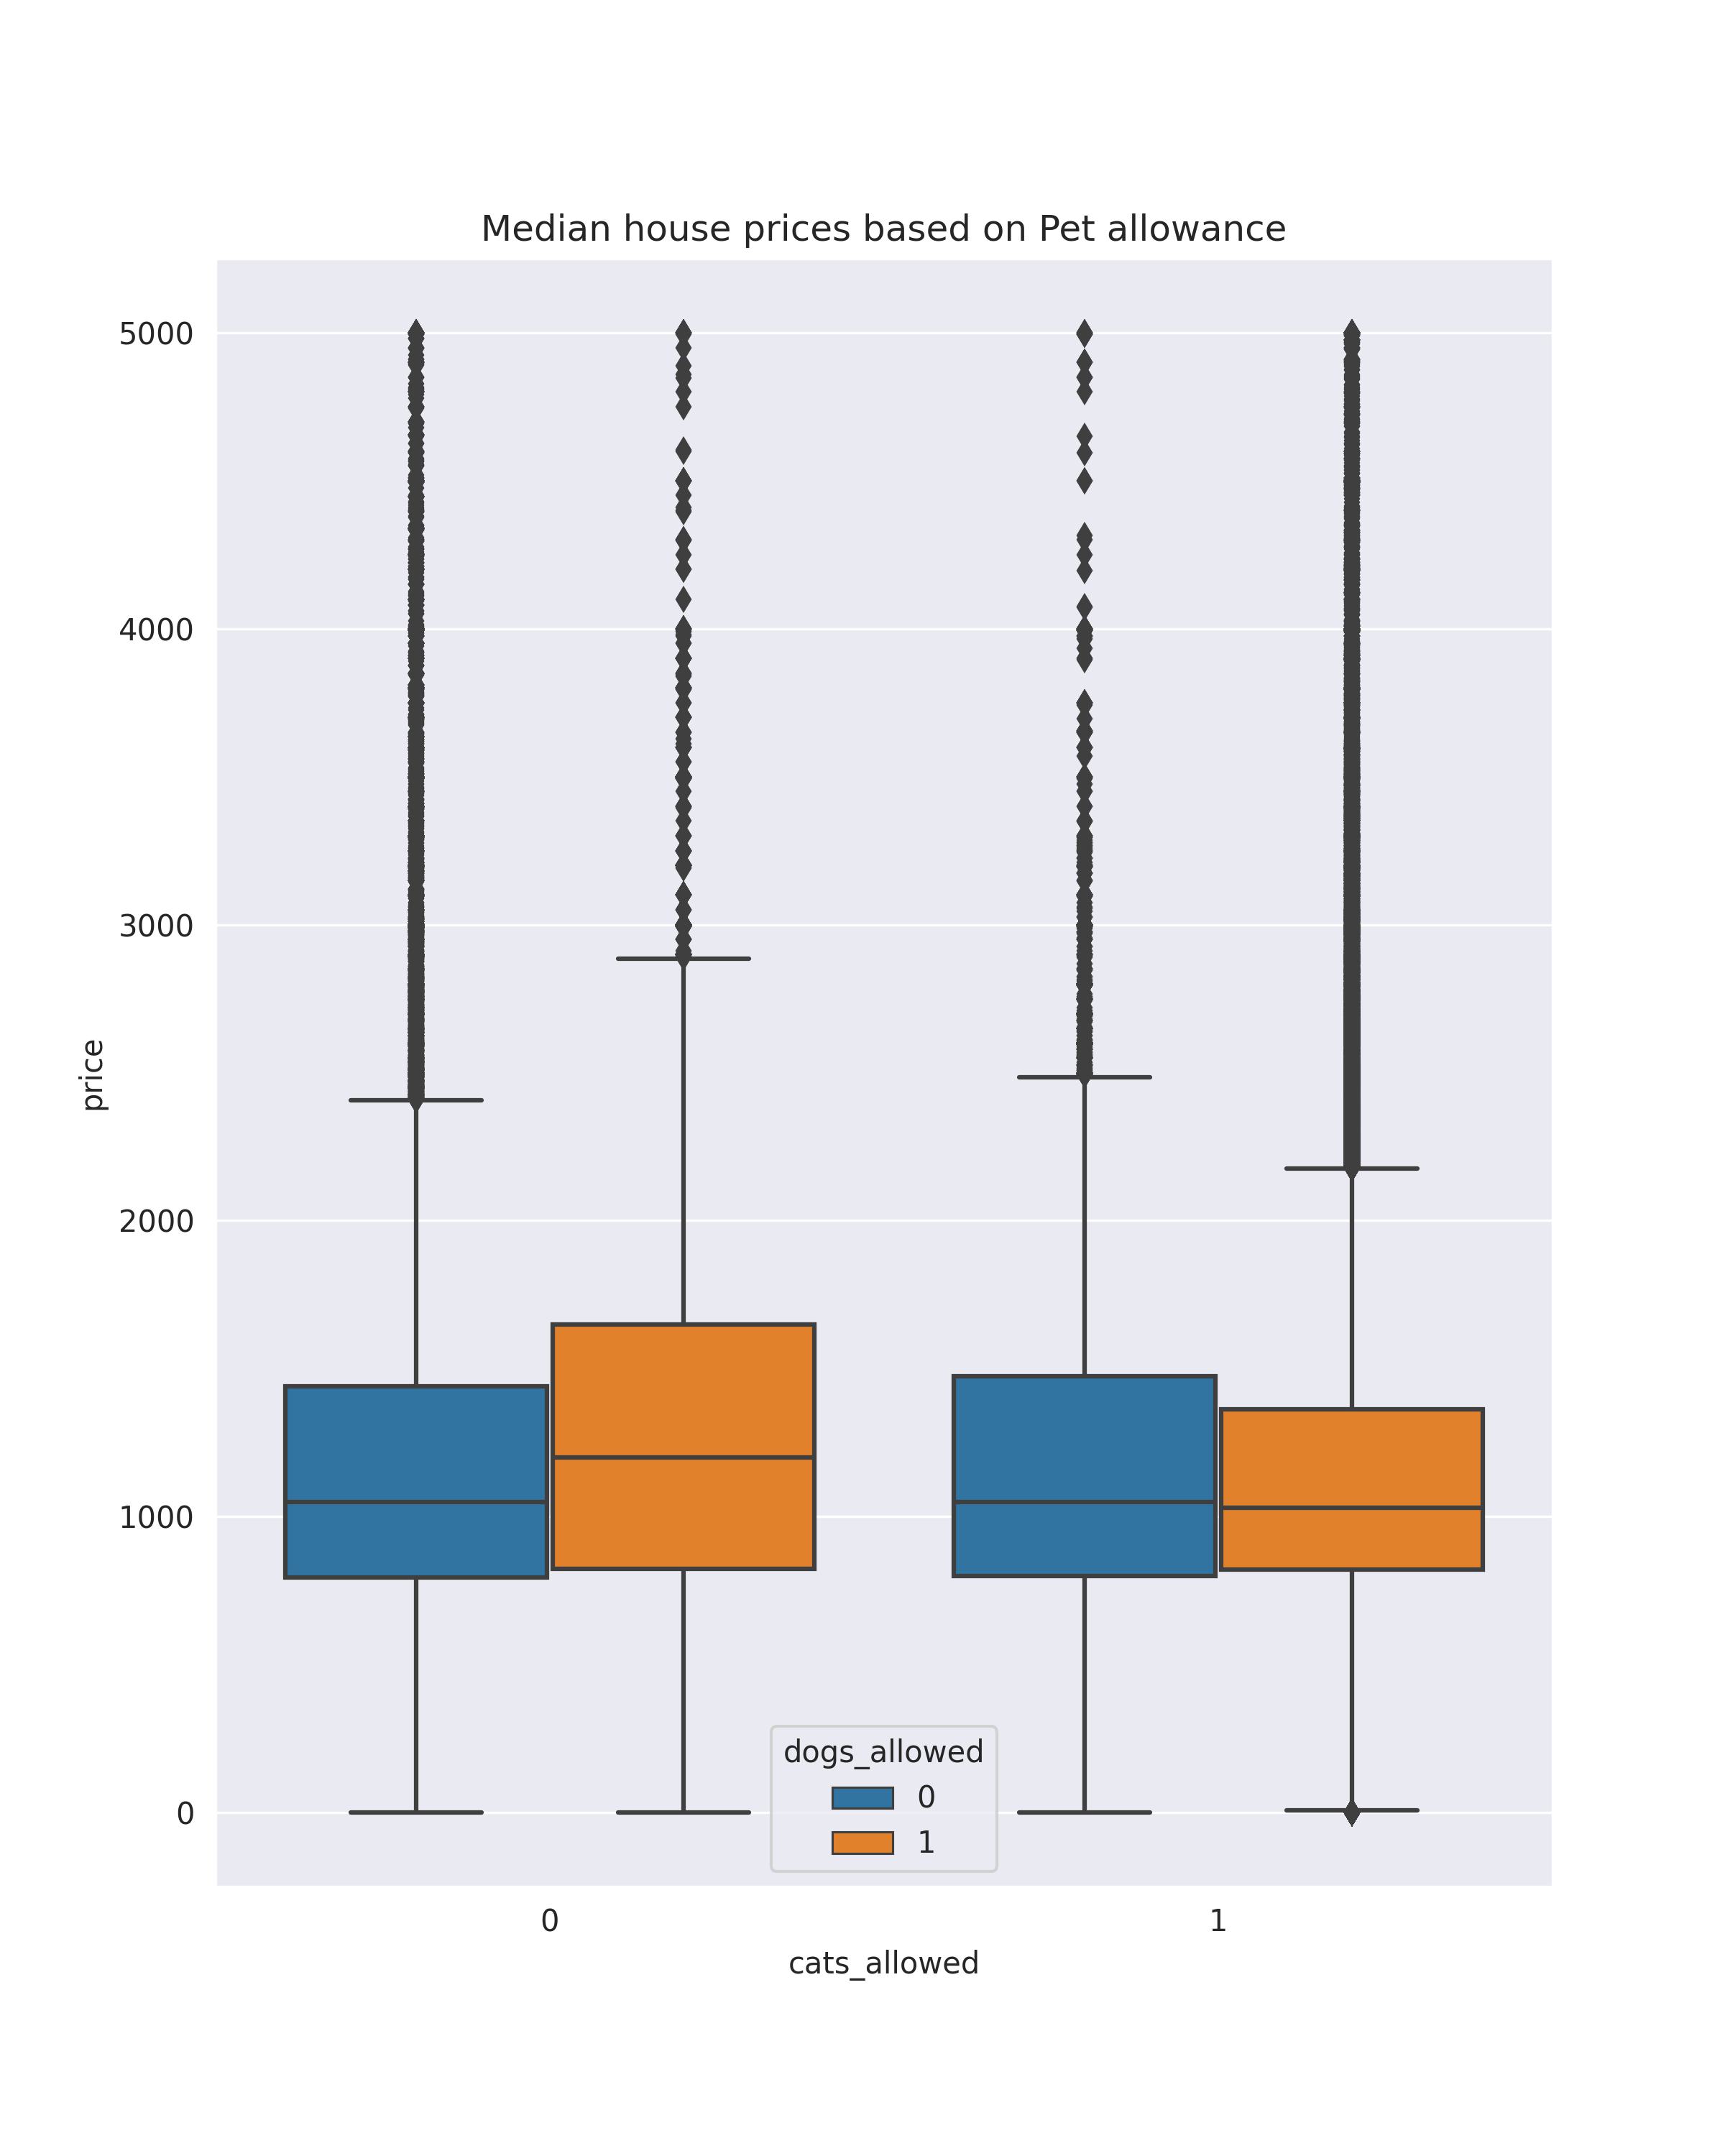 Median house prices based on Pet allowance
5000
4000
3000
2000
1000
0
price
dogs_allowed
0
1
0 1
cats_allowed